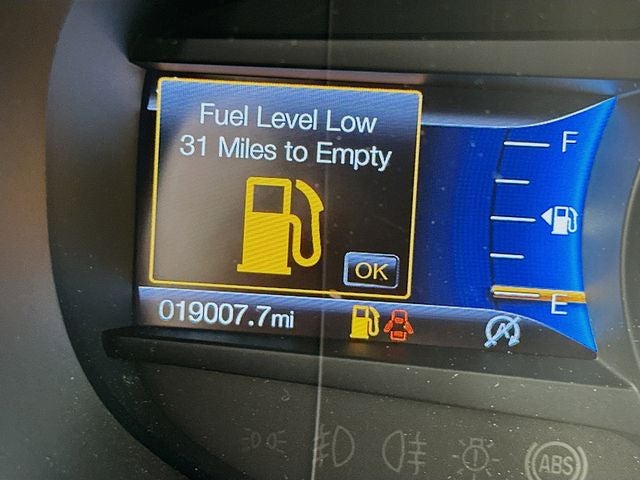 Fuel Level Low
31 Miles to Empty
OK
F
E
019007.7mi
ABS